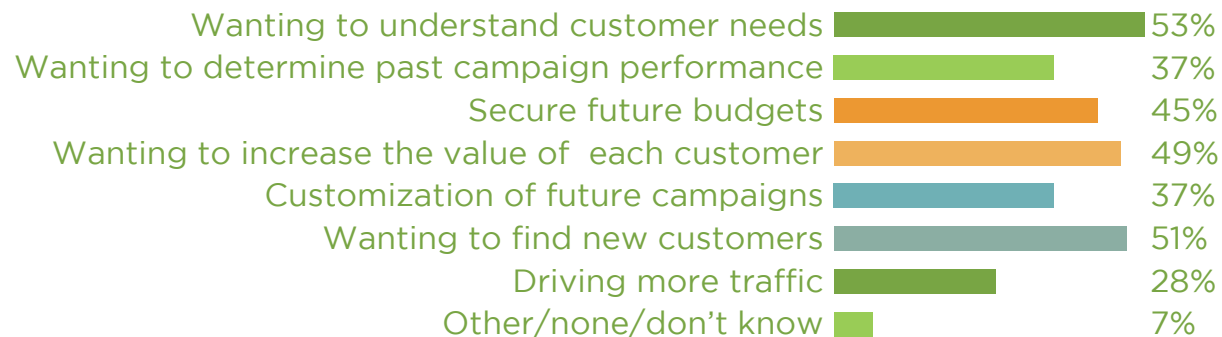 Wanting to understand customer needs 53%
Wanting to determine past campaign performance 37%
Secure future budgets 45%
Wanting to increase the value of each customer 49%
Customization of future campaigns 37%
Wanting to find new customers 51%
Driving more traffic 28%
Other/none/don’t know 7%